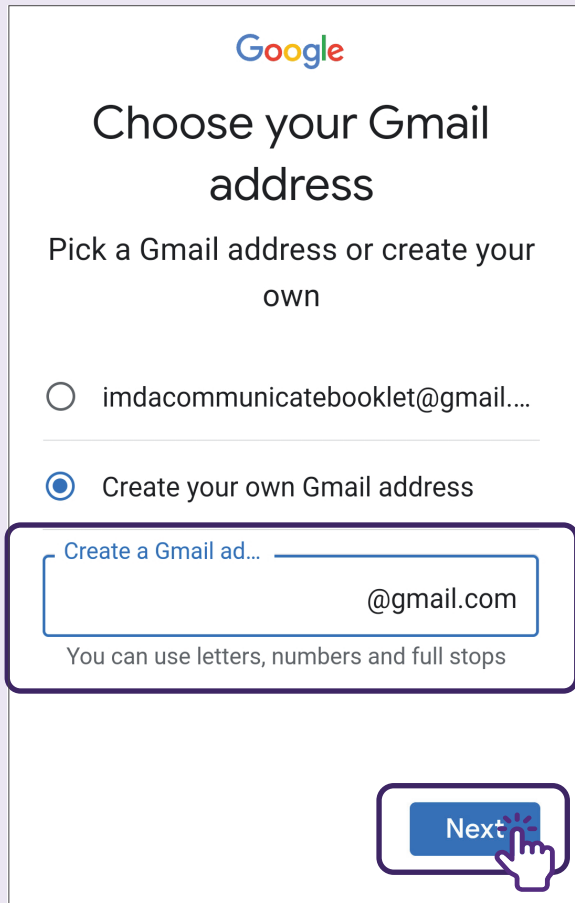 Google
Choose your Gmail
address
Pick a Gmail address or create your
own
imdacommunicatebooklet@gmail....
Create your own Gmail address
Create a Gmail ad...
@gmail.com
You can use letters, numbers and full stops
Next